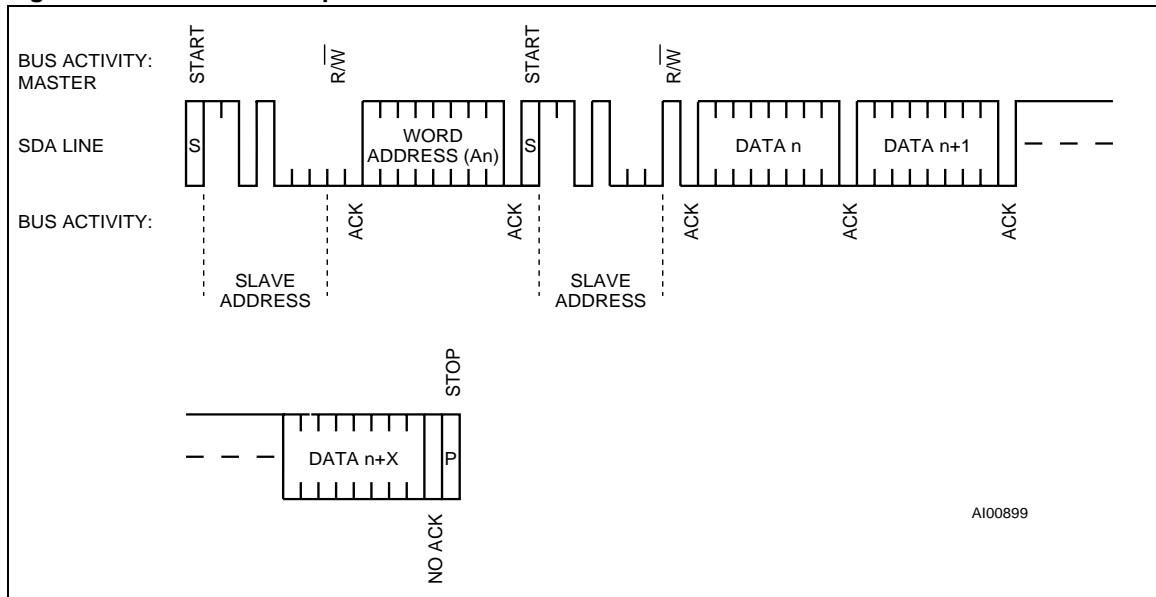 BUS ACTIVITY:
MASTER
START
R/W
START
R/W
SDA LINE
S
WORD
ADDRESS (An)
S
DATA n
DATA n+1
BUS ACTIVITY:
ACK
ACK
ACK
ACK
ACK
SLAVE
ADDRESS
SLAVE
ADDRESS
STOP
DATA n+X
P
NO ACK
AI00899